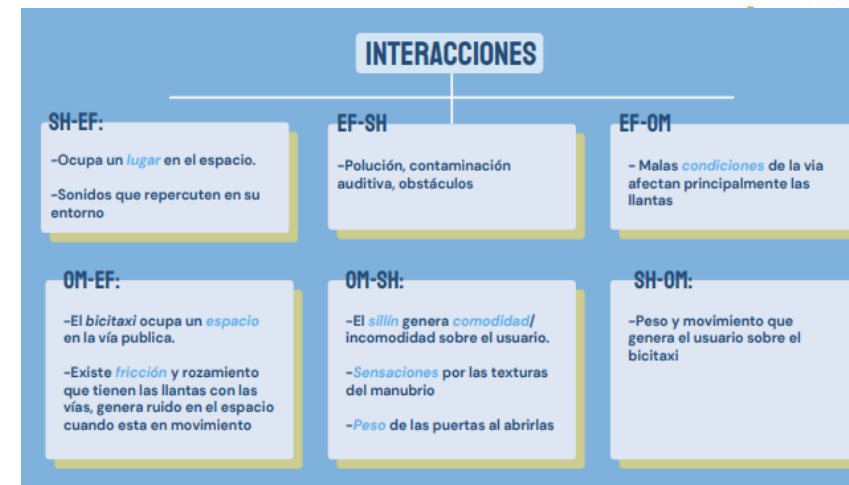 INTERACCIONES
SH-EF:
-Ocupa un lugar en el espacio.
-Sonidos que repercuten en su
entorno
EF-SH
-Polución, contaminación
auditiva, obstáculos
EF-OM
- Malas condiciones de la via
afectan principalmente las
llantas
OM-EF:
-El bicitaxi ocupa un espacio
en la vía publica.
-Existe fricción y rozamiento
que tienen las llantas con las
vías, genera ruido en el espacio
cuando esta en movimiento
OM-SH:
-El sillín genera comodidad/
incomodidad sobre el usuario.
-Sensaciones por las texturas
del manubrio
-Peso de las puertas al abrirlas
SH-OM:
-Peso y movimiento que
genera el usuario sobre el
bicitaxi